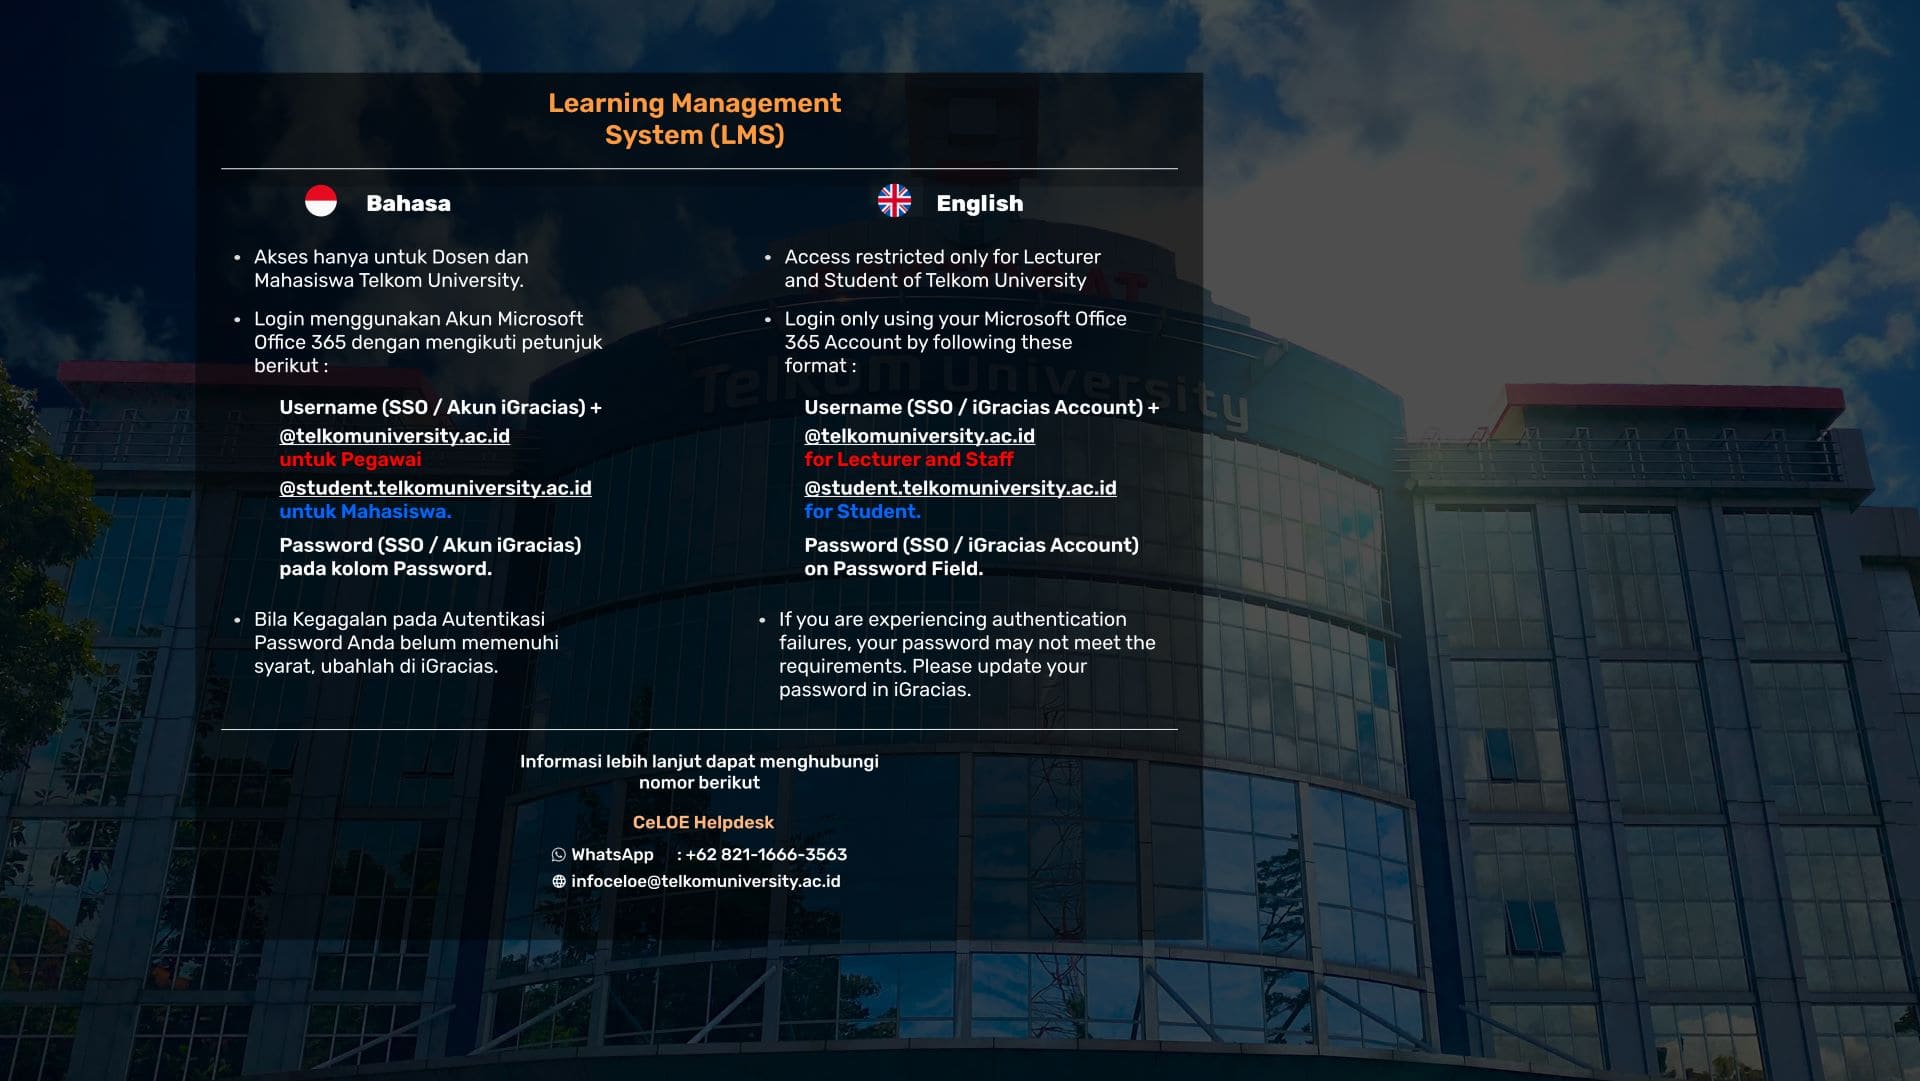 Learning Management
System (LMS)
Bahasa
• Akses hanya untuk Dosen dan
Mahasiswa Telkom University.
• Login menggunakan Akun Microsoft
Office 365 dengan mengikuti petunjuk
berikut :
Username (SSO / Akun iGracias) +
@telkomuniversity.ac.id
untuk Pegawai
@student.telkomuniversity.ac.id
untuk Mahasiswa.
Password (SSO / Akun iGracias)
pada kolom Password.
• Bila Kegagalan pada Autentikasi
Password Anda belum memenuhi
syarat, ubahlah di iGracias.
English
• Access restricted only for Lecturer
and Student of Telkom University
• Login only using your Microsoft Office
365 Account by following these
format :
Username (SSO / iGracias Account) +
@telkomuniversity.ac.id
for Lecturer and Staff
@student.telkomuniversity.ac.id
for Student.
Password (SSO / iGracias Account)
on Password Field.
• If you are experiencing authentication
failures, your password may not meet the
requirements. Please update your
password in iGracias.
Informasi lebih lanjut dapat menghubungi
nomor berikut
CeLOE Helpdesk
WhatsApp : +62 821-1666-3563
infoceloe@telkomuniversity.ac.id
Telkom University